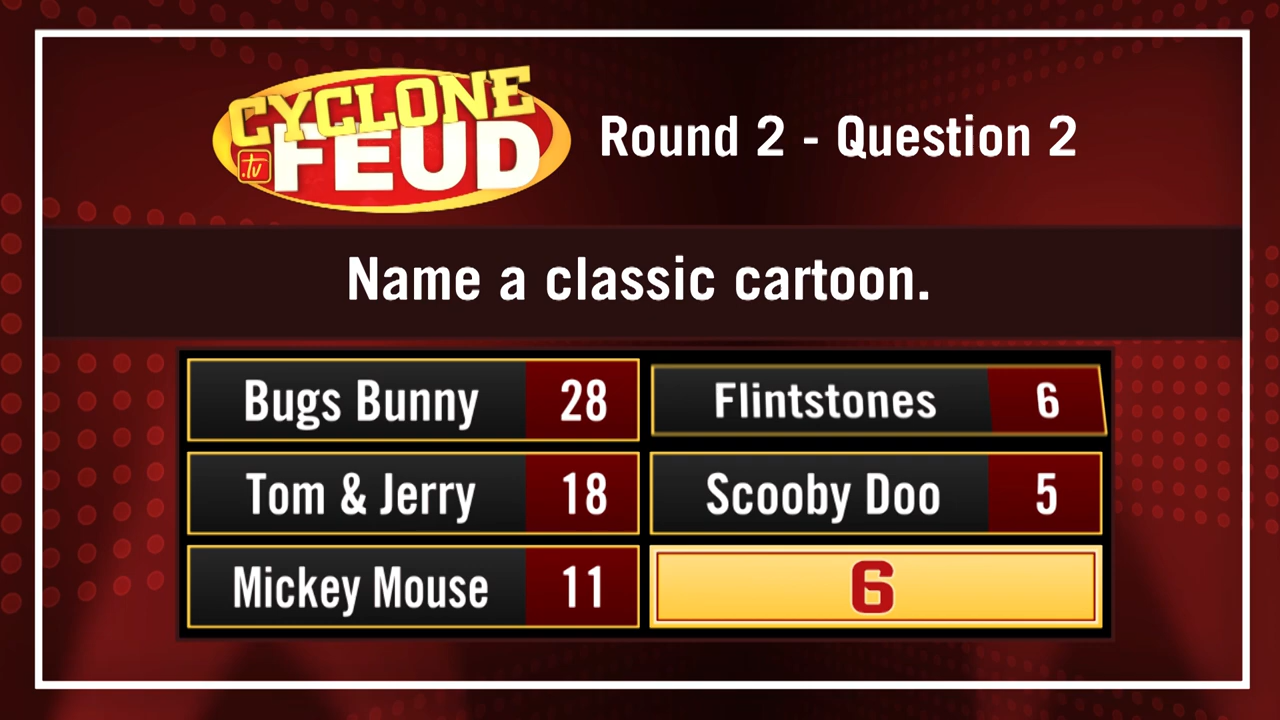 CYCLONE
.tv FEUD
Round 2 - Question 2
Name a classic cartoon.
Bugs Bunny 28
Tom & Jerry 18
Mickey Mouse 11
Flintstones 6
Scooby Doo 5
6